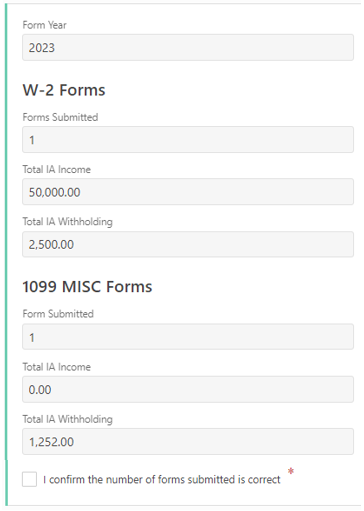 Form Year
2023
W-2 Forms
Forms Submitted
1
Total IA Income
50,000.00
Total IA Withholding
2,500.00
1099 MISC Forms
Form Submitted
1
Total IA Income
0.00
Total IA Withholding
1,252.00
I confirm the number of forms submitted is correct *